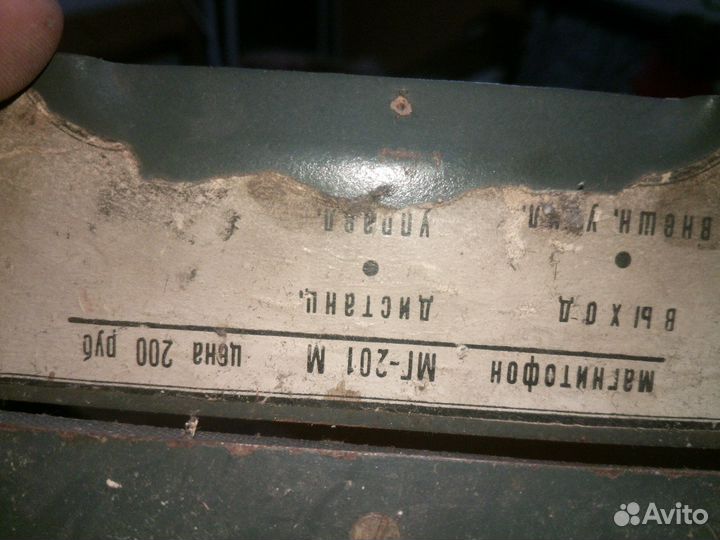 магнитофон МГ-201 М цена 200 руб
ВЫХОД ДИСТАНЦ.
ВНЕШН. УПРАВЛ.
Avito